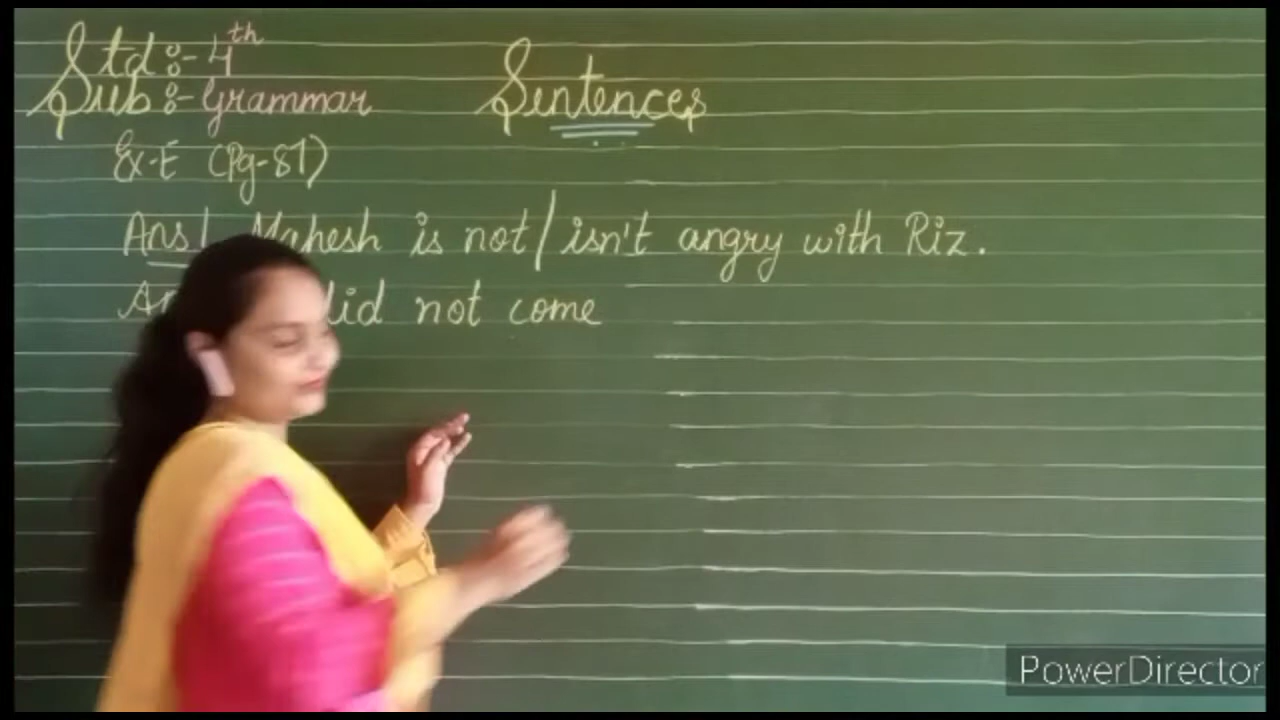 Std :- 4th
Sub :- Grammar
Sentences
Ex-E (Pg-81)
Ans1 Mahesh is not/isn't angry with Riz.
did not come
PowerDirector